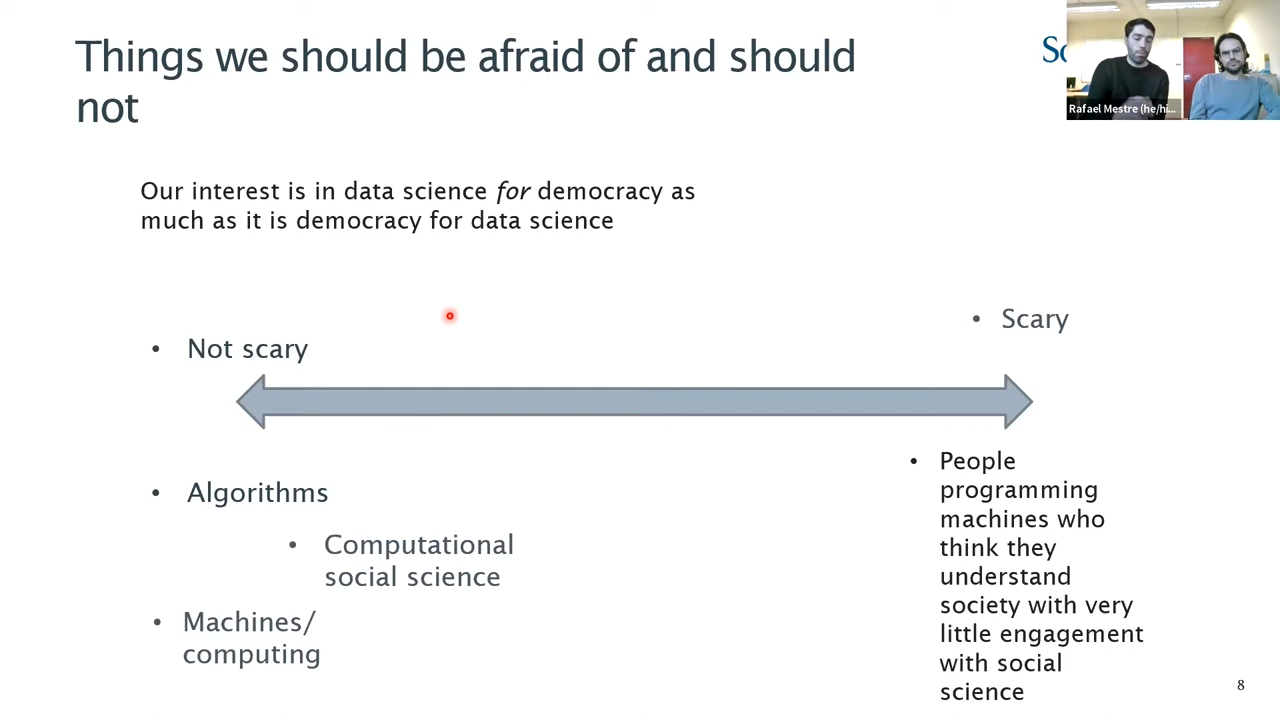 Things we should be afraid of and should
not
Rafael Mestre (he/hi...
Our interest is in data science for democracy as
much as it is democracy for data science
• Scary
• Not scary
• Algorithms
• Computational
social science
• Machines/
computing
• People
programming
machines who
think they
understand
society with very
little engagement
with social
science
8